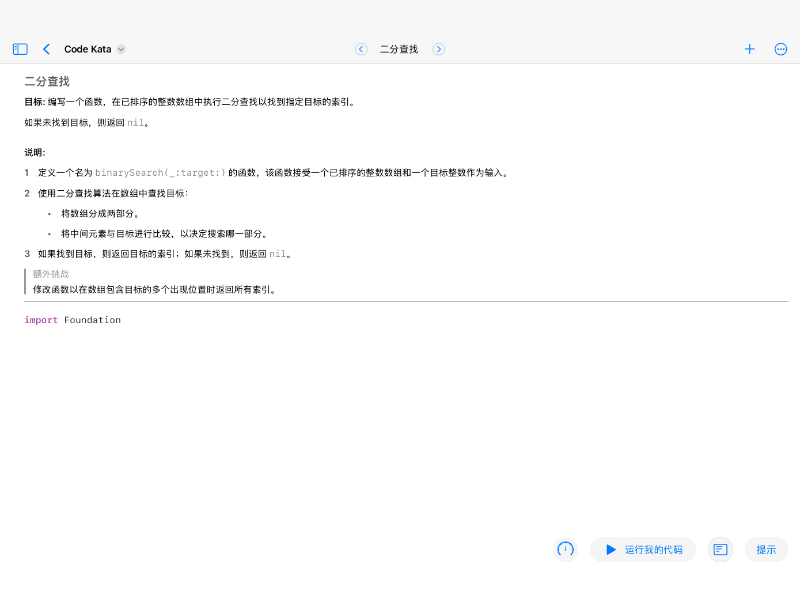 Code Kata
二分查找
二分查找
目标: 编写一个函数，在已排序的整数数组中执行二分查找以找到指定目标的索引。
如果未找到目标，则返回 nil。
说明:
1 定义一个名为 binarySearch(_:target:) 的函数，该函数接受一个已排序的整数数组和一个目标整数作为输入。
2 使用二分查找算法在数组中查找目标:
• 将数组分成两部分。
• 将中间元素与目标进行比较，以决定搜索哪一部分。
3 如果找到目标，则返回目标的索引；如果未找到，则返回 nil。
额外挑战
修改函数以在数组包含目标的多个出现位置时返回所有索引。
import Foundation
运行我的代码
提示